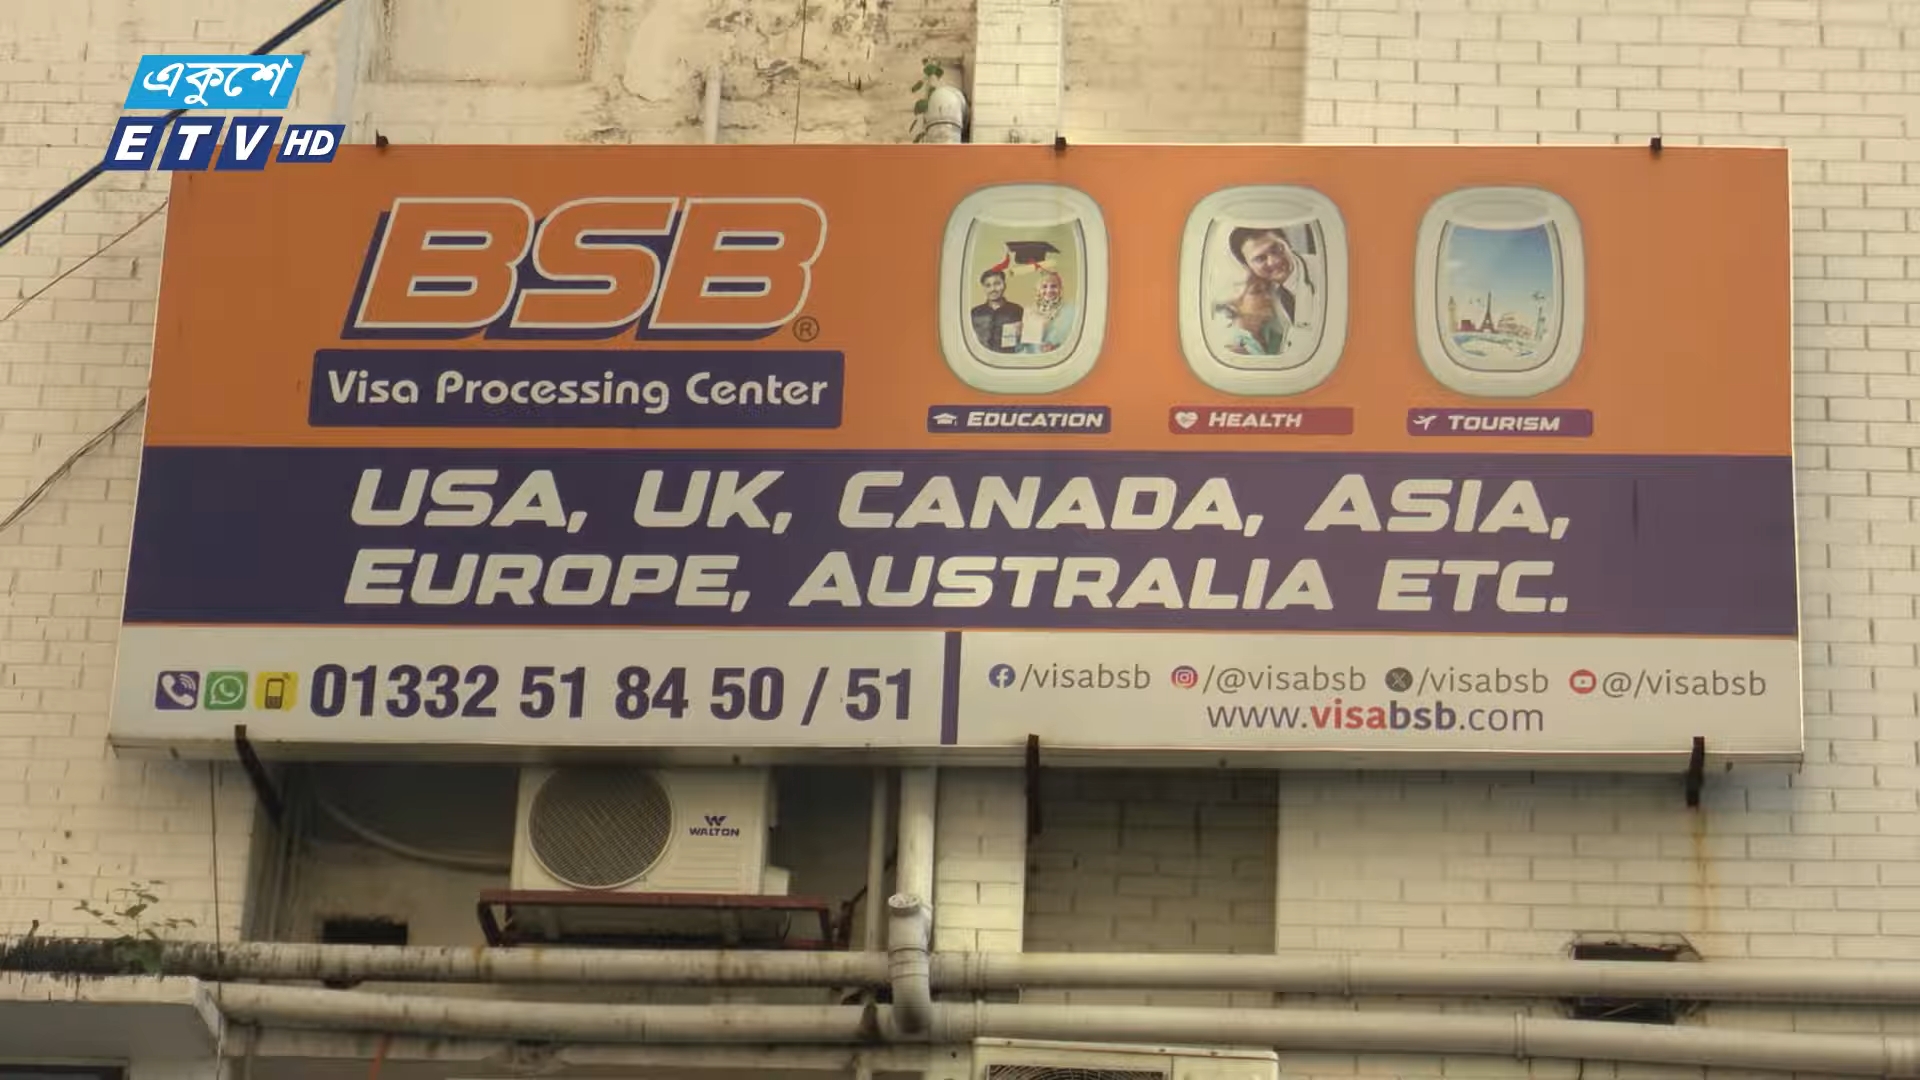 একুশে
ETV HD
BSB®
Visa Processing Center
EDUCATION
HEALTH
TOURISM
USA, UK, CANADA, ASIA,
EUROPE, AUSTRALIA ETC.
01332 51 84 50 / 51
/visabsb /@visabsb /visabsb @/visabsb
www.visabsb.com
WALTON